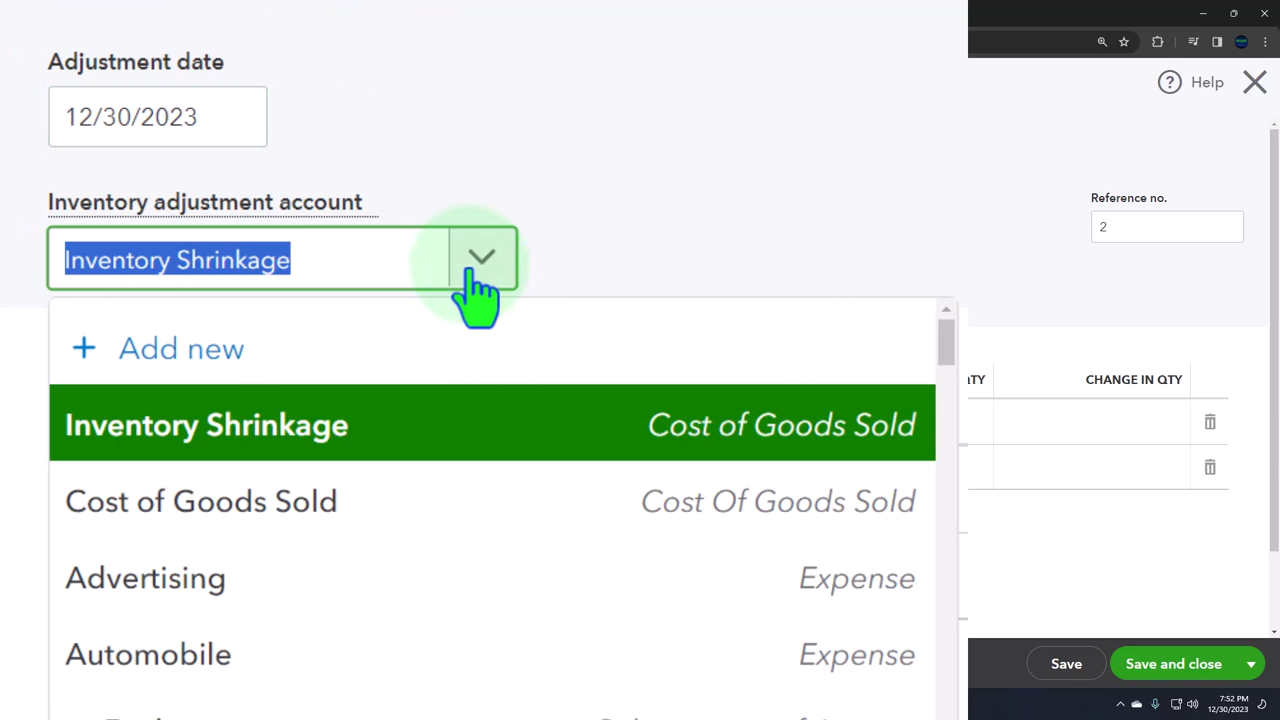 Adjustment date
12/30/2023
Inventory adjustment account
Inventory Shrinkage
+ Add new
Inventory Shrinkage Cost of Goods Sold
Cost of Goods Sold Cost Of Goods Sold
Advertising Expense
Automobile Expense
Help
Reference no.
2
CHANGE IN QTY
Save
Save and close
7:52 PM
12/30/2023